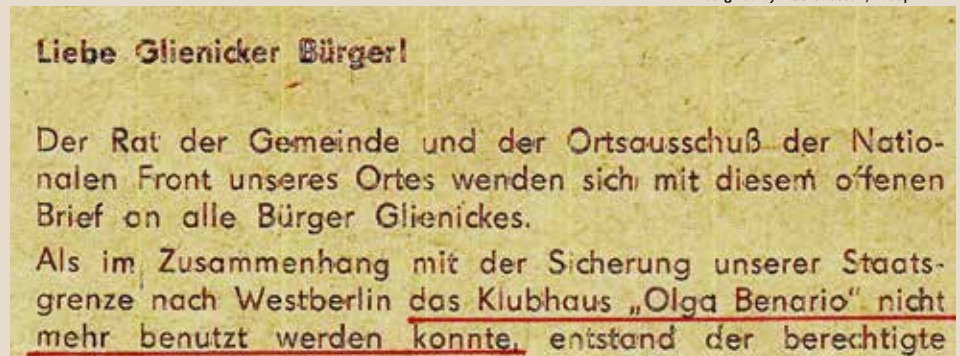 Liebe Glienicker Bürger!
Der Rat der Gemeinde und der Ortsausschuß der Natio-
nalen Front unseres Ortes wenden sich mit diesem offenen
Brief an alle Bürger Glienickes.
Als im Zusammenhang mit der Sicherung unserer Staats-
grenze nach Westberlin das Klubhaus „Olga Benario" nicht
mehr benutzt werden konnte, entstand der berechtigte